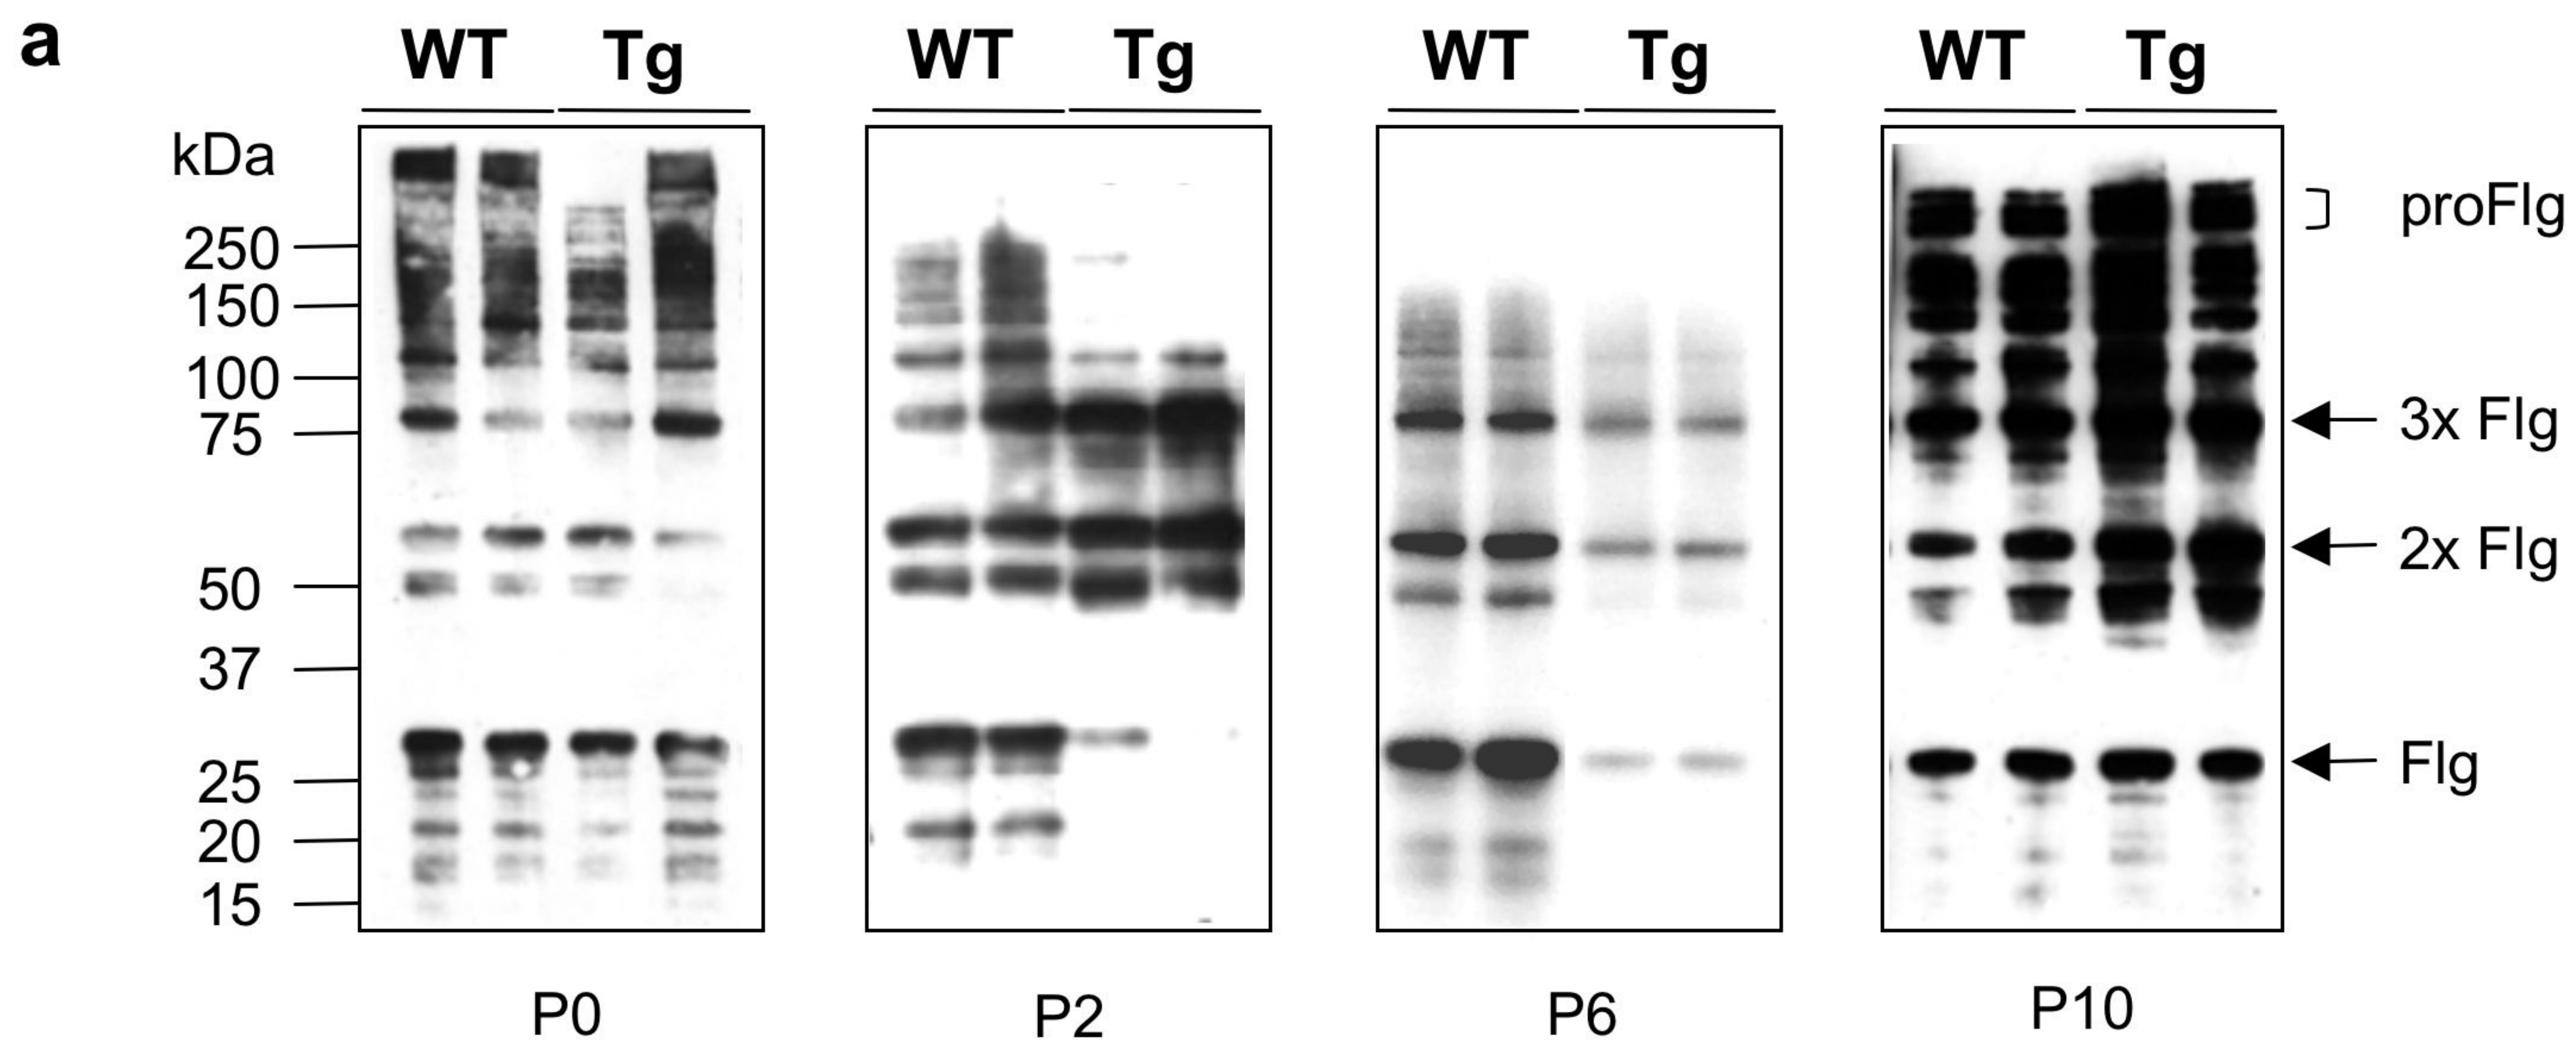 a
WT Tg WT Tg WT Tg WT Tg
kDa
250
150
100
75
50
37
25
20
15
proFlg
3x Flg
2x Flg
Flg
P0 P2 P6 P10